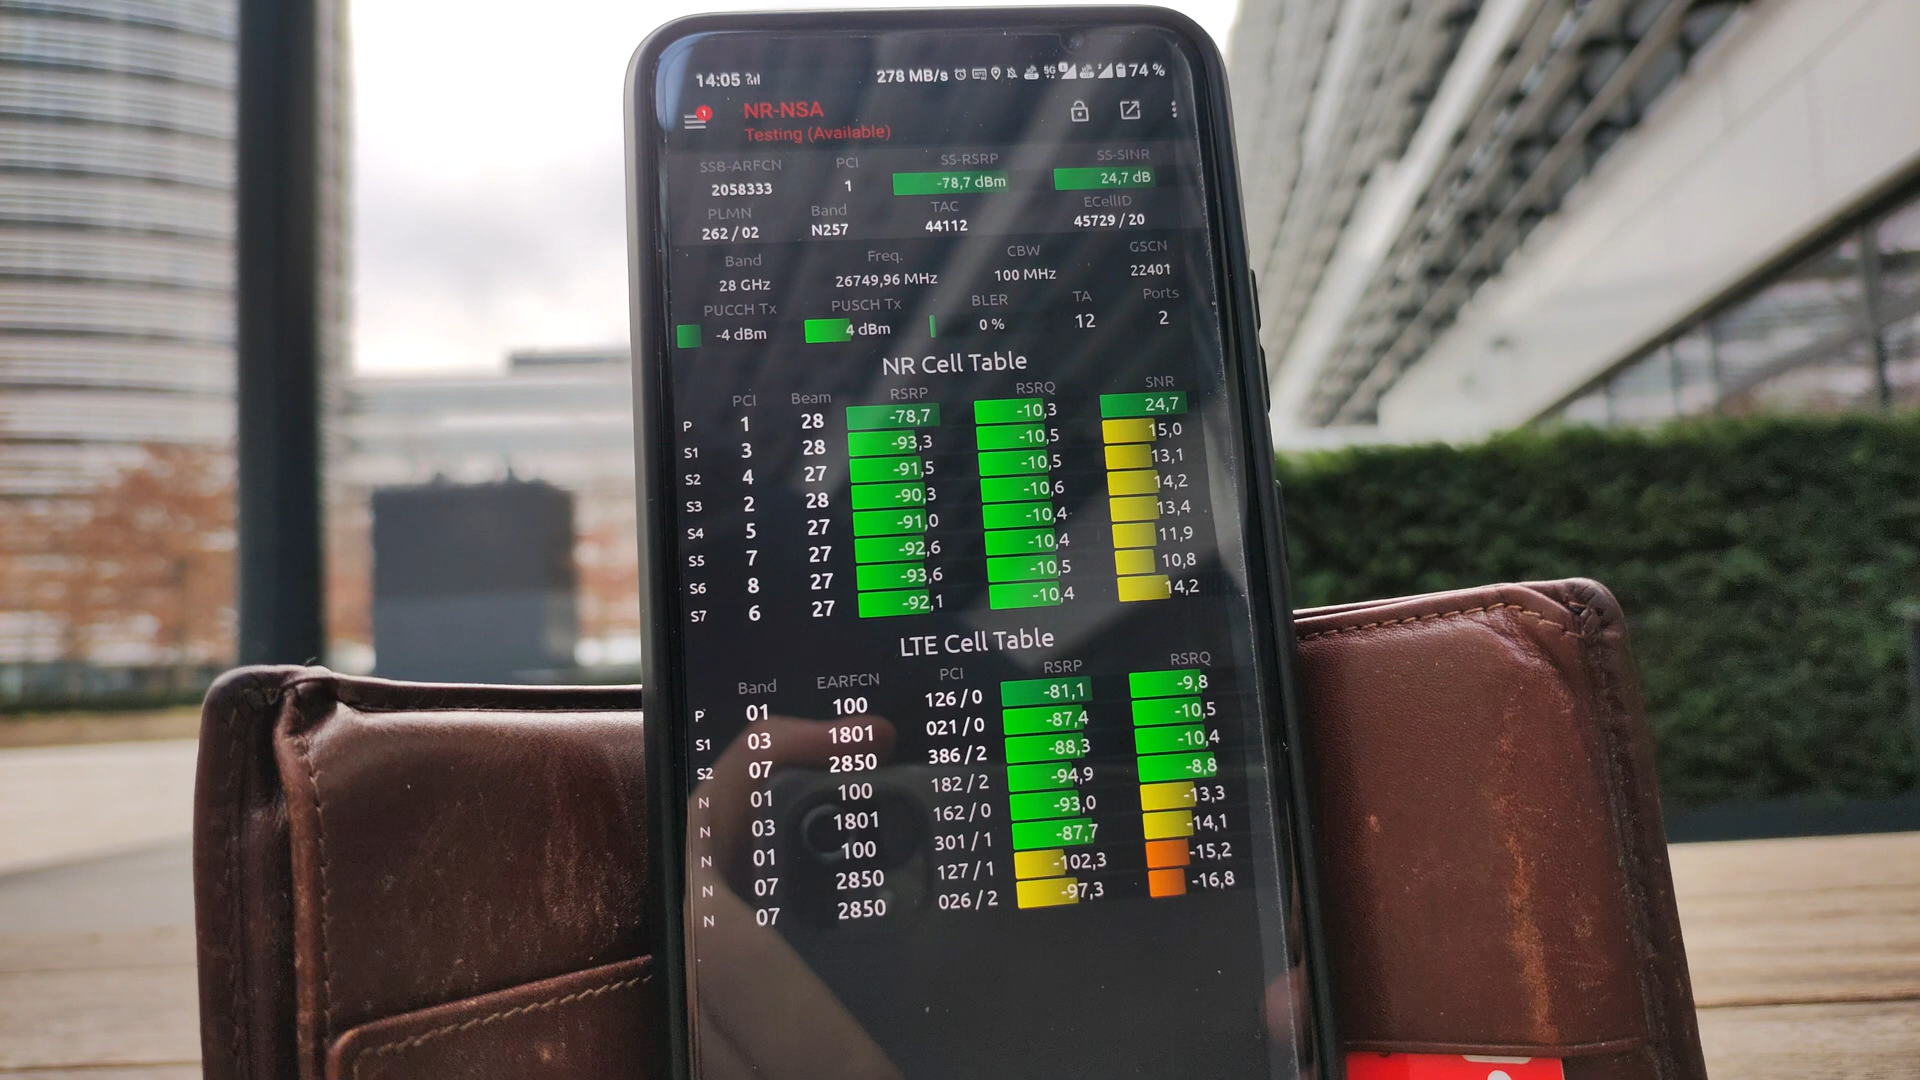 14:05 278 MB/s 5G 74 %
NR-NSA
Testing (Available)
SSB-ARFCN PCI SS-RSRP SS-SINR
2058333 1 -78,7 dBm 24,7 dB
PLMN Band TAC ECellID
262 / 02 N257 44112 45729 / 20
Band Freq. CBW GSCN
28 GHz 26749,96 MHz 100 MHz 22401
PUCCH Tx PUSCH Tx BLER TA Ports
-4 dBm 4 dBm 0 % 12 2
NR Cell Table
PCI Beam RSRP RSRQ SNR
P 1 28 -78,7 -10,3 24,7
S1 3 28 -93,3 -10,5 15,0
S2 4 27 -91,5 -10,5 13,1
S3 2 28 -90,3 -10,6 14,2
S4 5 27 -91,0 -10,4 13,4
S5 7 27 -92,6 -10,4 11,9
S6 8 27 -93,6 -10,5 10,8
S7 6 27 -92,1 -10,4 14,2
LTE Cell Table
Band EARFCN PCI RSRP RSRQ
P 01 100 126 / 0 -81,1 -9,8
S1 03 1801 021 / 0 -87,4 -10,5
S2 07 2850 386 / 2 -88,3 -10,4
N 01 100 182 / 2 -94,9 -8,8
N 03 1801 162 / 0 -93,0 -13,3
N 01 100 301 / 1 -87,7 -14,1
N 07 2850 127 / 1 -102,3 -15,2
N 07 2850 026 / 2 -97,3 -16,8